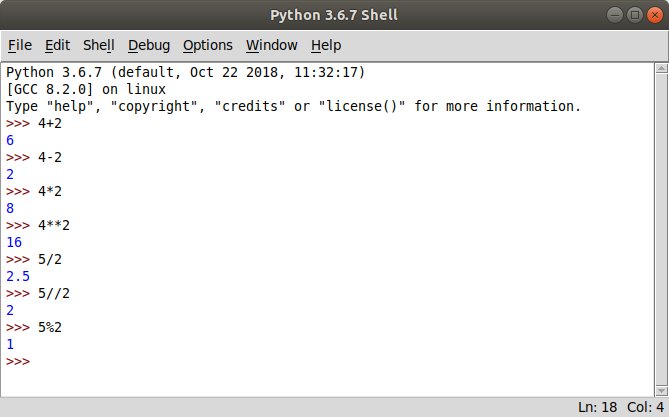 Python 3.6.7 Shell
File Edit Shell Debug Options Window Help
Python 3.6.7 (default, Oct 22 2018, 11:32:17)
[GCC 8.2.0] on linux
Type "help", "copyright", "credits" or "license()" for more information.
>>> 4+2
6
>>> 4-2
2
>>> 4*2
8
>>> 4**2
16
>>> 5/2
2.5
>>> 5//2
2
>>> 5%2
1
>>>
Ln: 18 Col: 4